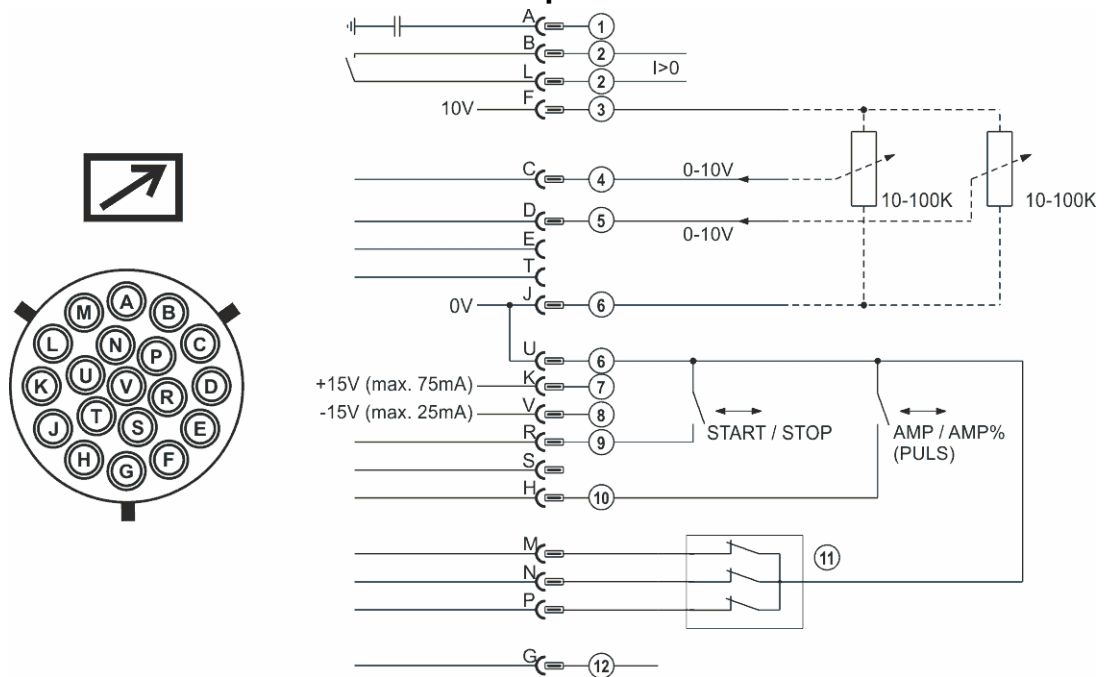 A 1
B 2
L 2 I>0
10V F 3
C 4 0-10V 10-100K 10-100K
D 5 0-10V
E
T
0V J 6
U 6
+15V (max. 75mA) K 7
-15V (max. 25mA) V 8
R 9 START / STOP AMP / AMP%
(PULS)
S
H 10
M 11
N
P
G 12
A
M B
L N P C
K U V R D
J T S E
H G F